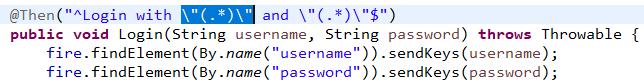 @Then("^Login with \"(.*)\" and \"(.*)\"$")
public void Login(String username, String password) throws Throwable {
fire.findElement(By.name("username")).sendKeys(username);
fire.findElement(By.name("password")).sendKeys(password);